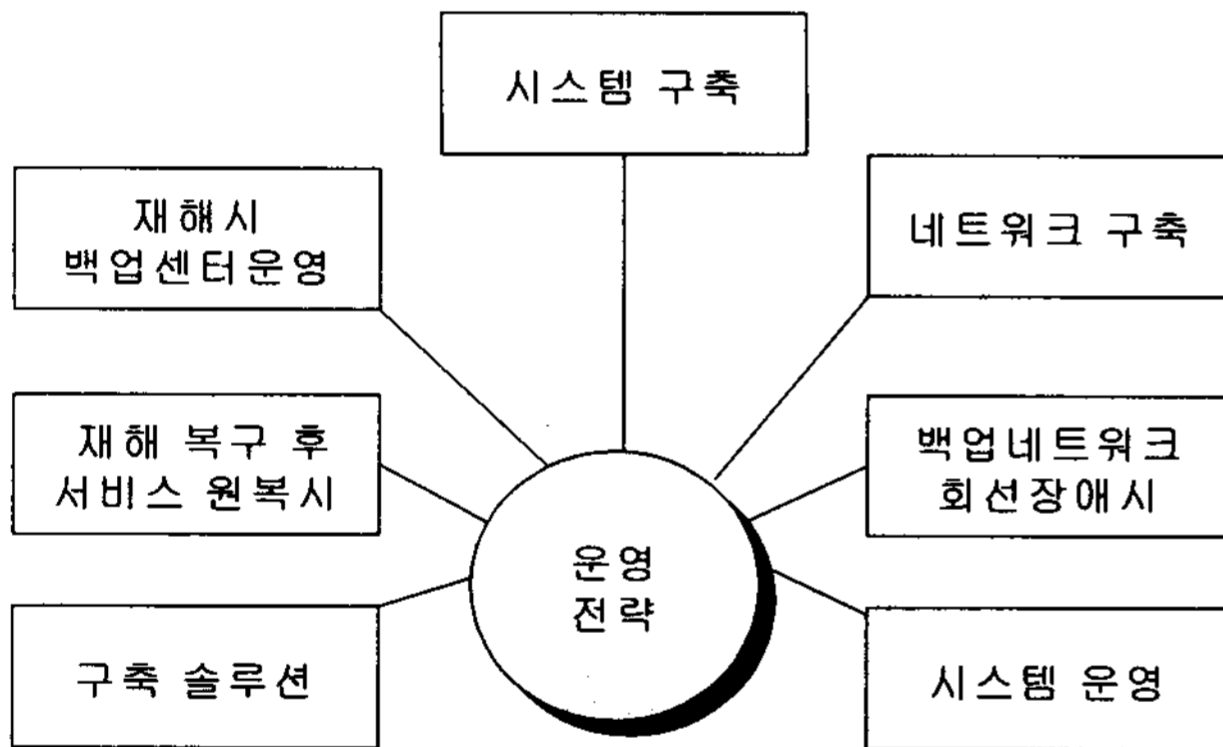 시스템 구축
재해시
백업센터운영
네트워크 구축
재해 복구 후
서비스 원복시
백업네트워크
회선장애시
운영
전략
구축 솔루션
시스템 운영